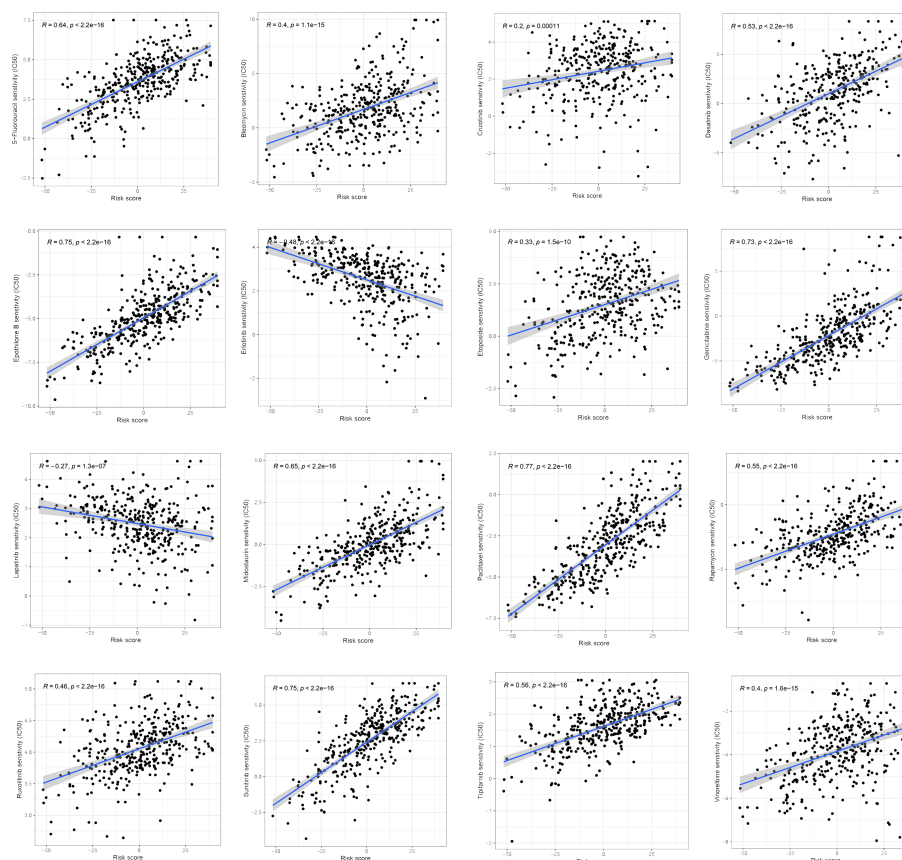 R = 0.64, p < 2.2e-16
5-Fluorouracil sensitivity (IC50)
Risk score
R = 0.4, p = 1.1e-15
Bleomycin sensitivity (IC50)
Risk score
R = 0.2, p = 0.00011
Crizotinib sensitivity (IC50)
Risk score
R = 0.53, p < 2.2e-16
Dasatinib sensitivity (IC50)
Risk score
R = 0.75, p < 2.2e-16
Epothilone B sensitivity (IC50)
Risk score
R = -0.48, p < 2.2e-16
Erlotinib sensitivity (IC50)
Risk score
R = 0.33, p = 1.5e-10
Etoposide sensitivity (IC50)
Risk score
R = 0.73, p < 2.2e-16
Gemcitabine sensitivity (IC50)
Risk score
R = -0.27, p = 1.3e-07
Lapatinib sensitivity (IC50)
Risk score
R = 0.65, p < 2.2e-16
Midostaurin sensitivity (IC50)
Risk score
R = 0.77, p < 2.2e-16
Paclitaxel sensitivity (IC50)
Risk score
R = 0.55, p < 2.2e-16
Rapamycin sensitivity (IC50)
Risk score
R = 0.46, p < 2.2e-16
Ruxolitinib sensitivity (IC50)
Risk score
R = 0.75, p < 2.2e-16
Sunitinib sensitivity (IC50)
Risk score
R = 0.56, p < 2.2e-16
Tipifarnib sensitivity (IC50)
R = 0.4, p = 1.6e-15
Vinorelbine sensitivity (IC50)
Risk score